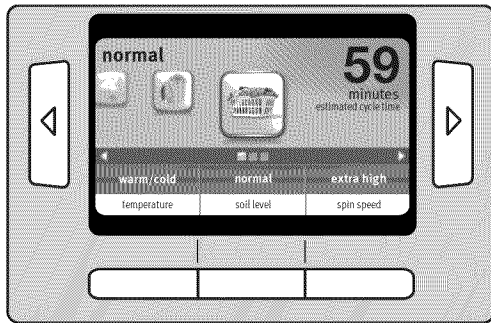 normal
59
minutes
estimated cycle time
warm/cold normal extra high
temperature soil level spin speed